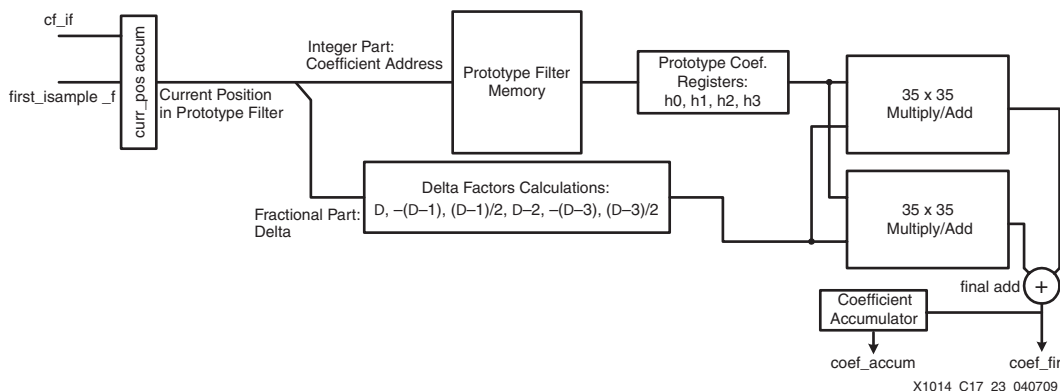 cf_if
first_isample _f
curr_pos accum
Current Position
in Prototype Filter
Integer Part:
Coefficient Address
Prototype Filter
Memory
Prototype Coef.
Registers:
h0, h1, h2, h3
35 x 35
Multiply/Add
Fractional Part:
Delta
Delta Factors Calculations:
D, –(D–1), (D–1)/2, D–2, –(D–3), (D–3)/2
35 x 35
Multiply/Add
final add
+
Coefficient
Accumulator
coef_accum
coef_fir
X1014_C17_23_040709